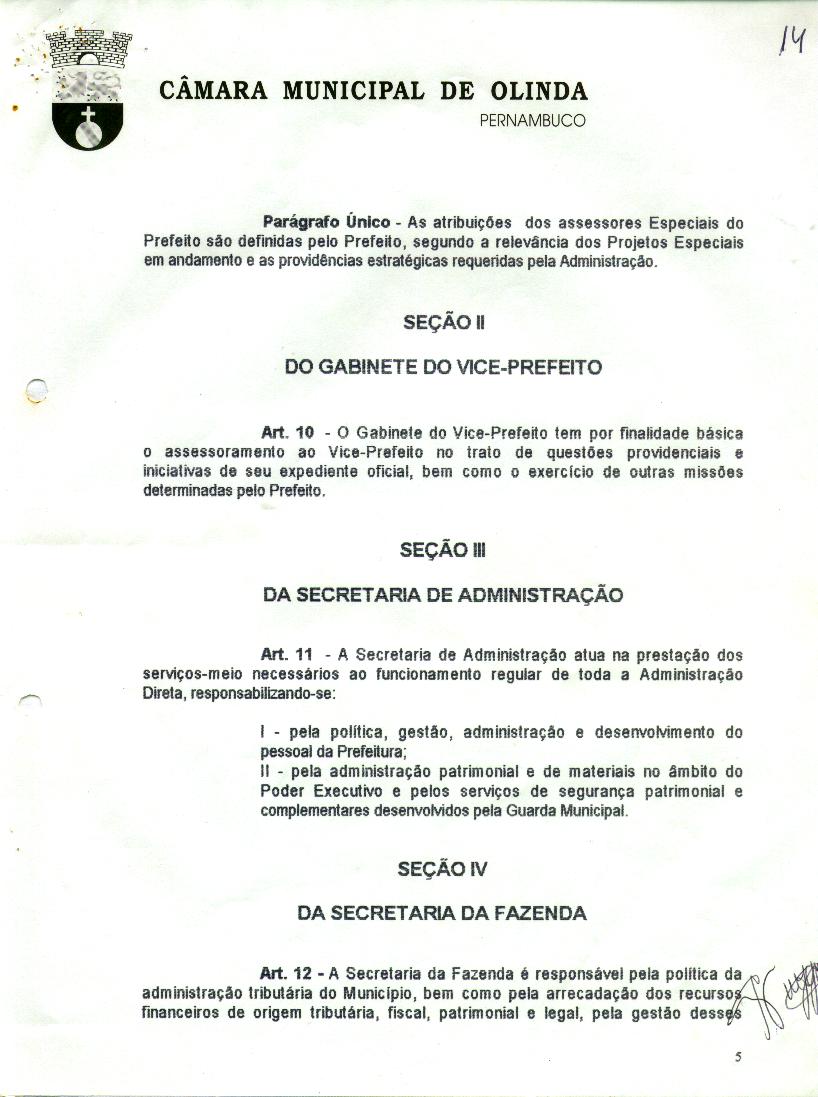 14
CÂMARA MUNICIPAL DE OLINDA
PERNAMBUCO
Parágrafo Único - As atribuições dos assessores Especiais do
Prefeito são definidas pelo Prefeito, segundo a relevância dos Projetos Especiais
em andamento e as providências estratégicas requeridas pela Administração.
SEÇÃO II
DO GABINETE DO VICE-PREFEITO
Art. 10 - O Gabinete do Vice-Prefeito tem por finalidade básica
o assessoramento ao Vice-Prefeito no trato de questões providenciais e
iniciativas de seu expediente oficial, bem como o exercício de outras missões
determinadas pelo Prefeito.
SEÇÃO III
DA SECRETARIA DE ADMINISTRAÇÃO
Art. 11 - A Secretaria de Administração atua na prestação dos
serviços-meio necessários ao funcionamento regular de toda a Administração
Direta, responsabilizando-se:
I - pela política, gestão, administração e desenvolvimento do
pessoal da Prefeitura;
II - pela administração patrimonial e de materiais no âmbito do
Poder Executivo e pelos serviços de segurança patrimonial e
complementares desenvolvidos pela Guarda Municipal.
SEÇÃO IV
DA SECRETARIA DA FAZENDA
Art. 12 - A Secretaria da Fazenda é responsável pela política da
administração tributária do Município, bem como pela arrecadação dos recursos
financeiros de origem tributária, fiscal, patrimonial e legal, pela gestão desses
5